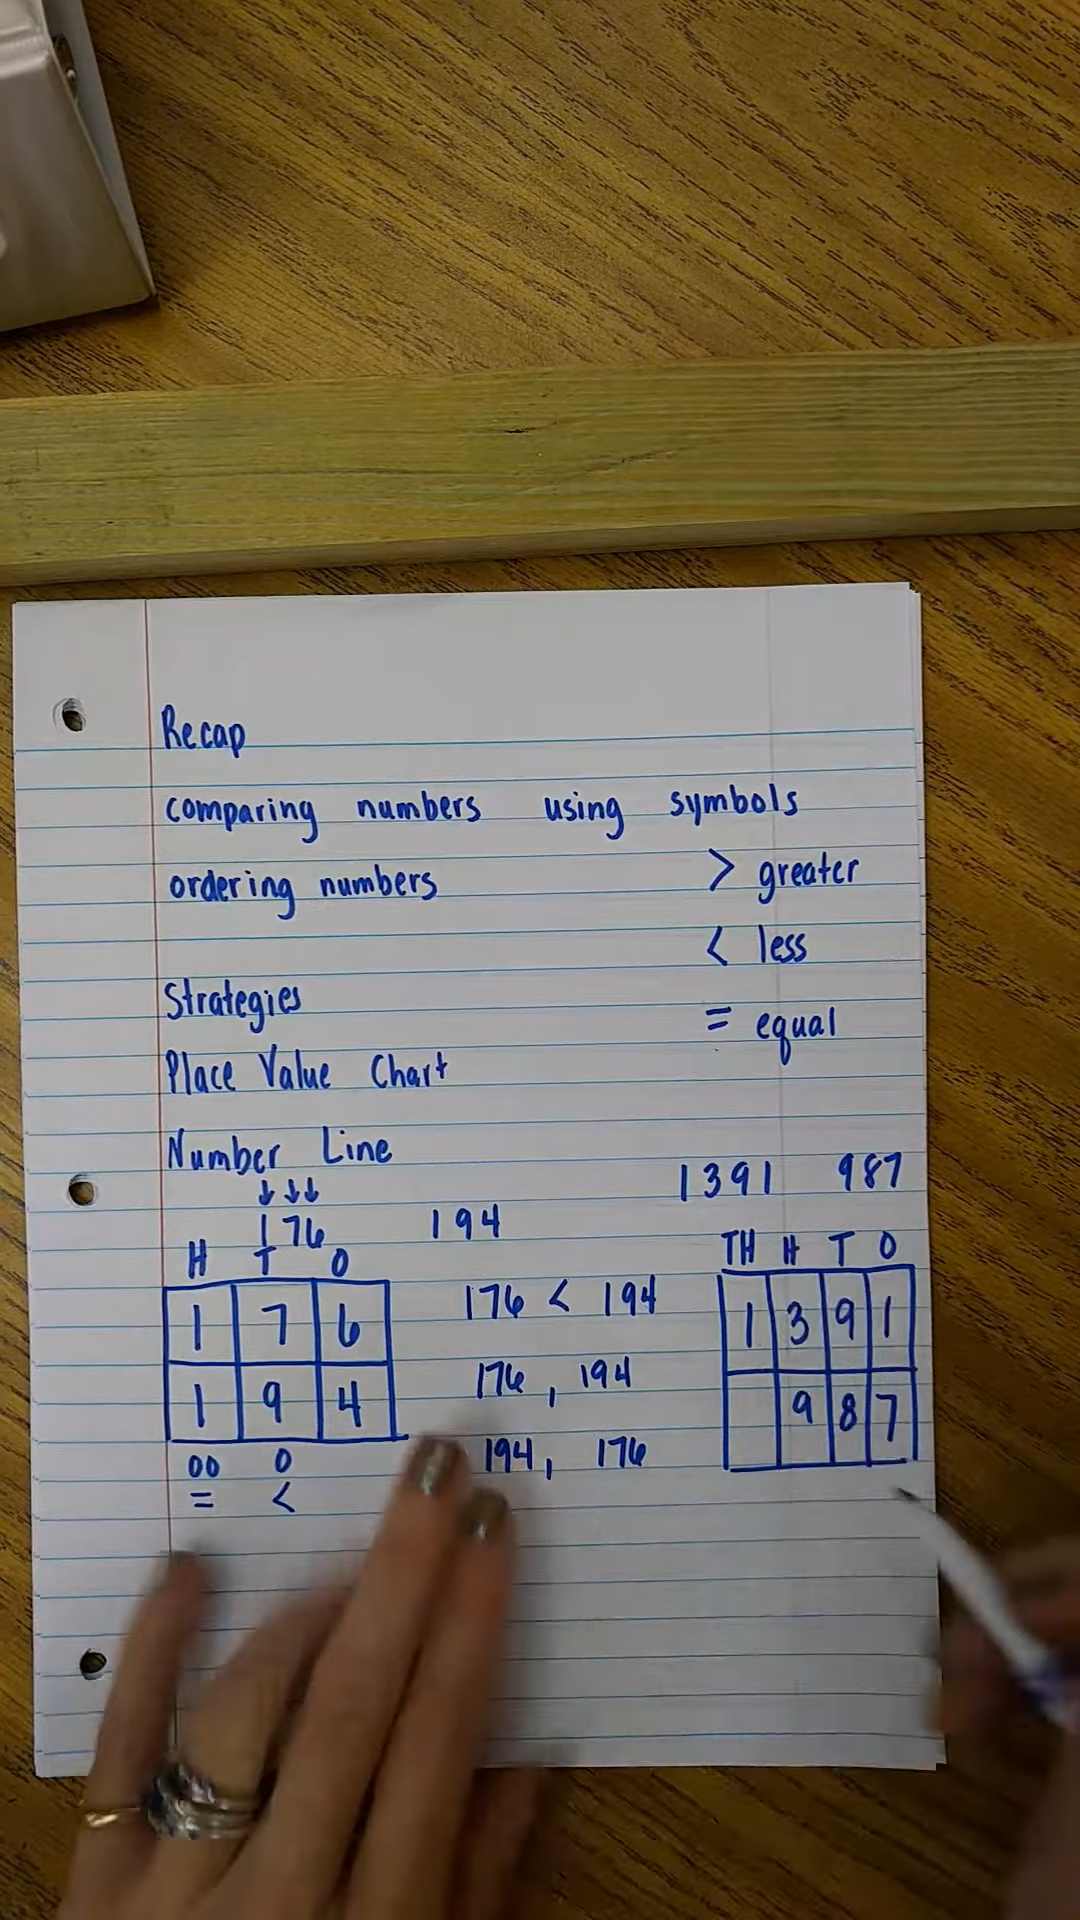 Recap
comparing numbers using symbols
ordering numbers
> greater
< less
= equal
Strategies
Place Value Chart
Number Line
↓↓↓
176 194
H T O
1 7 6
1 9 4
00 0
= <
176 < 194
176, 194
194, 176
1391 987
TH H T O
1 3 9 1
9 8 7